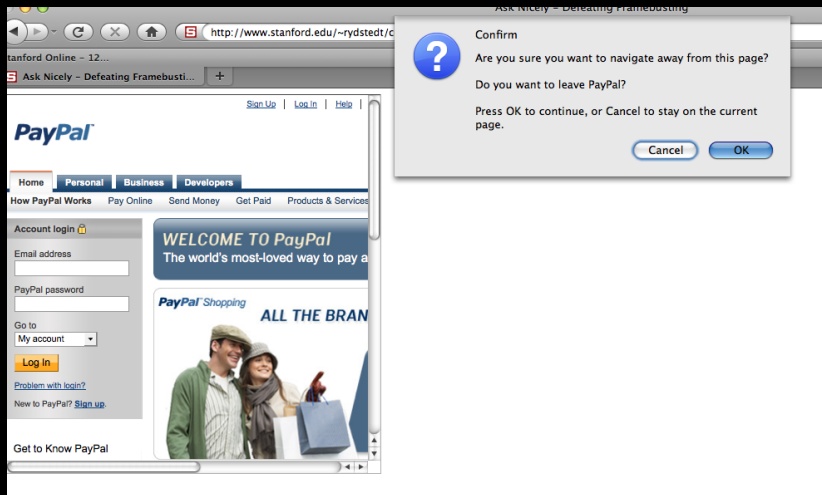 Ask Nicely – Defeating Framebusting
http://www.stanford.edu/~rydstedt/c
tanford Online – 12...
Ask Nicely – Defeating Framebusti...
Confirm
Are you sure you want to navigate away from this page?
Do you want to leave PayPal?
Press OK to continue, or Cancel to stay on the current
page.
Cancel
OK
Sign Up | Log In | Help |
PayPal
Home Personal Business Developers
How PayPal Works Pay Online Send Money Get Paid Products & Services
Account login
Email address
PayPal password
Go to
My account
Log In
Problem with login?
New to PayPal? Sign up.
Get to Know PayPal
WELCOME TO PayPal
The world's most-loved way to pay a
PayPal Shopping
ALL THE BRAN